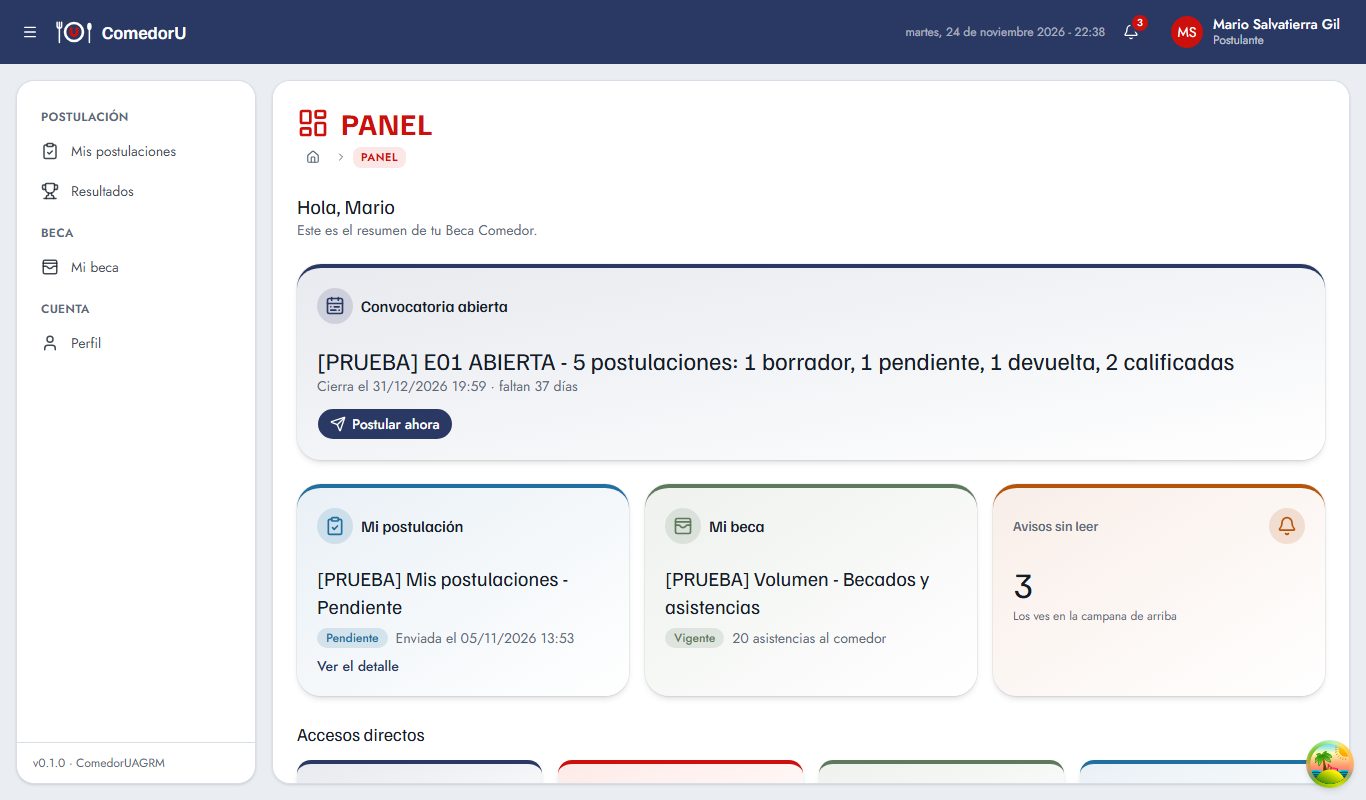 ComedorU
martes, 24 de noviembre 2026 - 22:38
3
MS
Mario Salvatierra Gil
Postulante
POSTULACIÓN
Mis postulaciones
Resultados
BECA
Mi beca
CUENTA
Perfil
v0.1.0 · ComedorUAGRM
PANEL
PANEL
Hola, Mario
Este es el resumen de tu Beca Comedor.
Convocatoria abierta
[PRUEBA] E01 ABIERTA - 5 postulaciones: 1 borrador, 1 pendiente, 1 devuelta, 2 calificadas
Cierra el 31/12/2026 19:59 · faltan 37 días
Postular ahora
Mi postulación
[PRUEBA] Mis postulaciones -
Pendiente
Pendiente Enviada el 05/11/2026 13:53
Ver el detalle
Mi beca
[PRUEBA] Volumen - Becados y
asistencias
Vigente 20 asistencias al comedor
Avisos sin leer
3
Los ves en la campana de arriba
Accesos directos